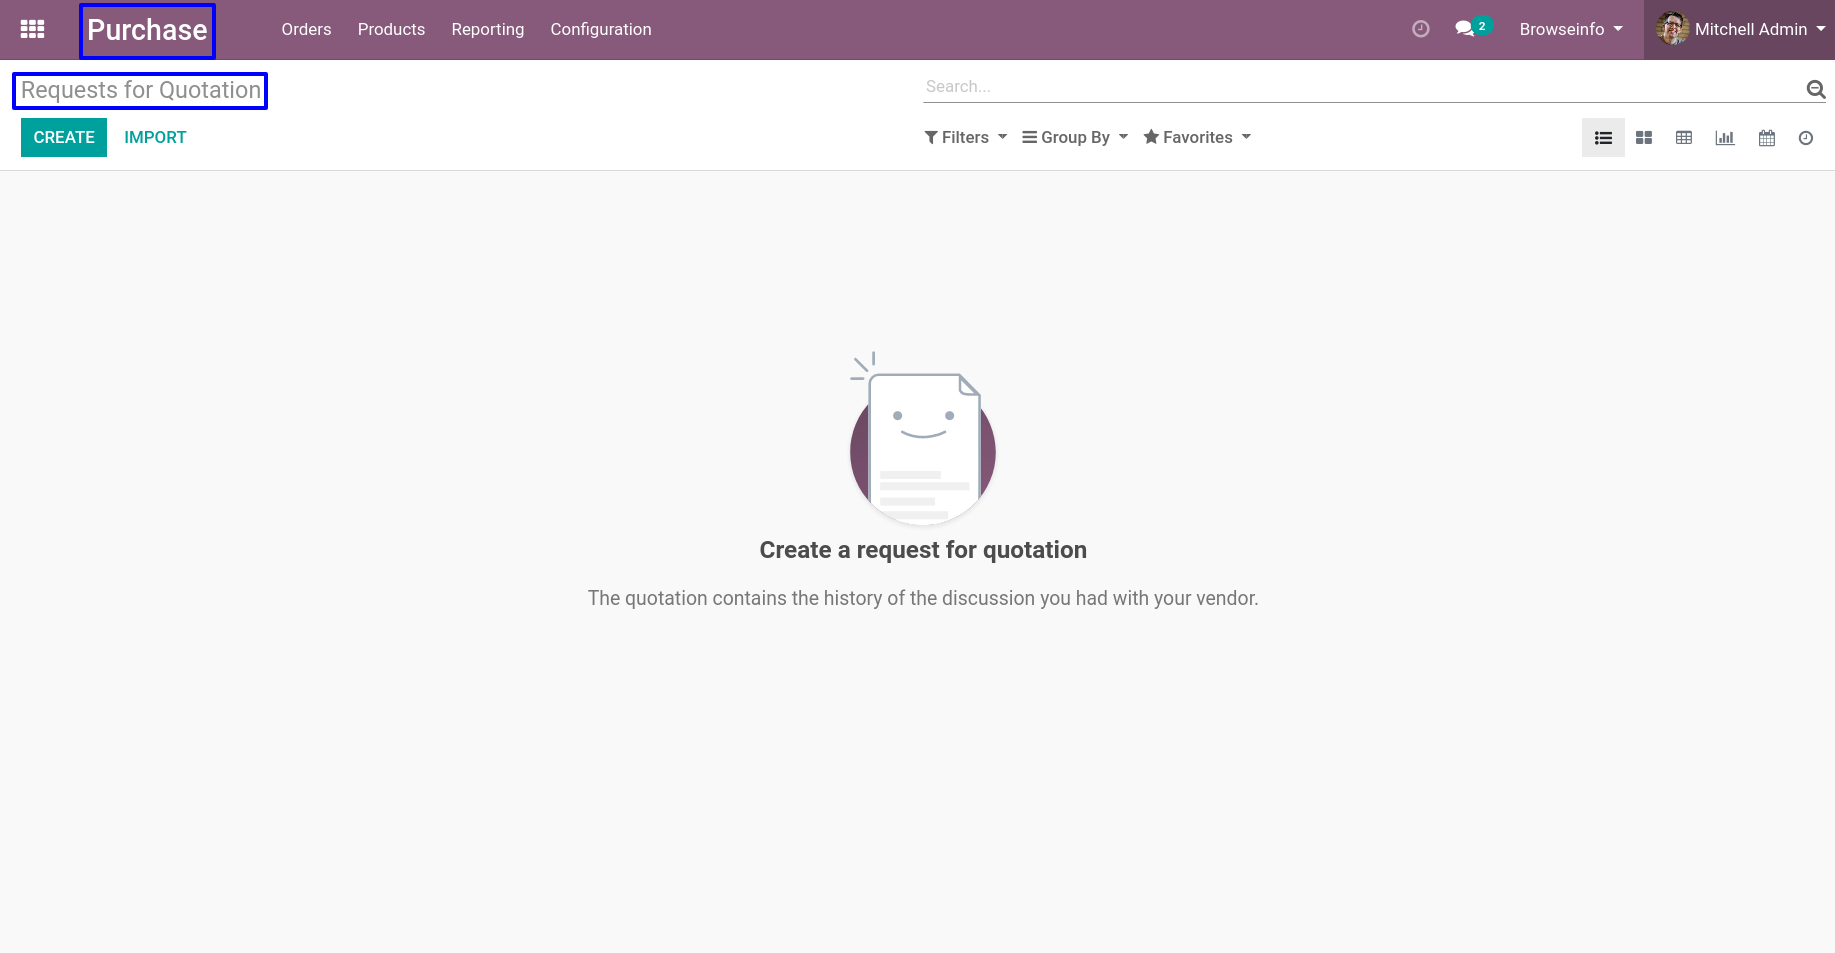 Purchase Orders Products Reporting Configuration 2 Browseinfo Mitchell Admin
Requests for Quotation Search...
CREATE IMPORT Filters Group By Favorites
Create a request for quotation
The quotation contains the history of the discussion you had with your vendor.